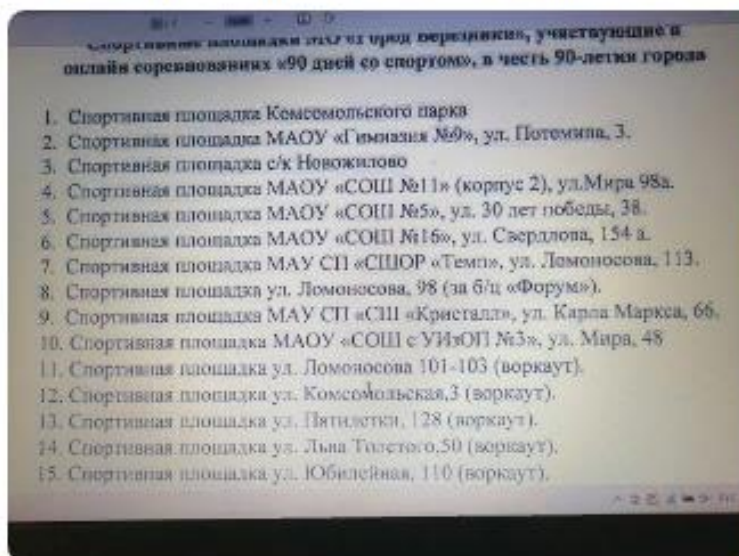 Спортивные площадки МО «Город Березники», участвующие в
онлайн соревнованиях «90 дней со спортом», в честь 90-летия города
1. Спортивная площадка Комсомольского парка
2. Спортивная площадка МАОУ «Гимназия №9», ул. Потемина, 3.
3. Спортивная площадка с/к Новожилово
4. Спортивная площадка МАОУ «СОШ №11» (корпус 2), ул.Мира 98а.
5. Спортивная площадка МАОУ «СОШ №5», ул. 30 лет победы, 38.
6. Спортивная площадка МАОУ «СОШ №16», ул. Свердлова, 154 а.
7. Спортивная площадка МАУ СП «СШОР «Темп», ул. Ломоносова, 113.
8. Спортивная площадка ул. Ломоносова, 98 (за б/ц «Форум»).
9. Спортивная площадка МАУ СП «СШ «Кристалл», ул. Карла Маркса, 66.
10. Спортивная площадка МАОУ «СОШ с УИзОП №3», ул. Мира, 48
11. Спортивная площадка ул. Ломоносова 101-103 (воркаут).
12. Спортивная площадка ул. Комсомольская,3 (воркаут).
13. Спортивная площадка ул. Пятилетки, 128 (воркаут).
14. Спортивная площадка ул. Льва Толстого,50 (воркаут).
15. Спортивная площадка ул. Юбилейная, 110 (воркаут).